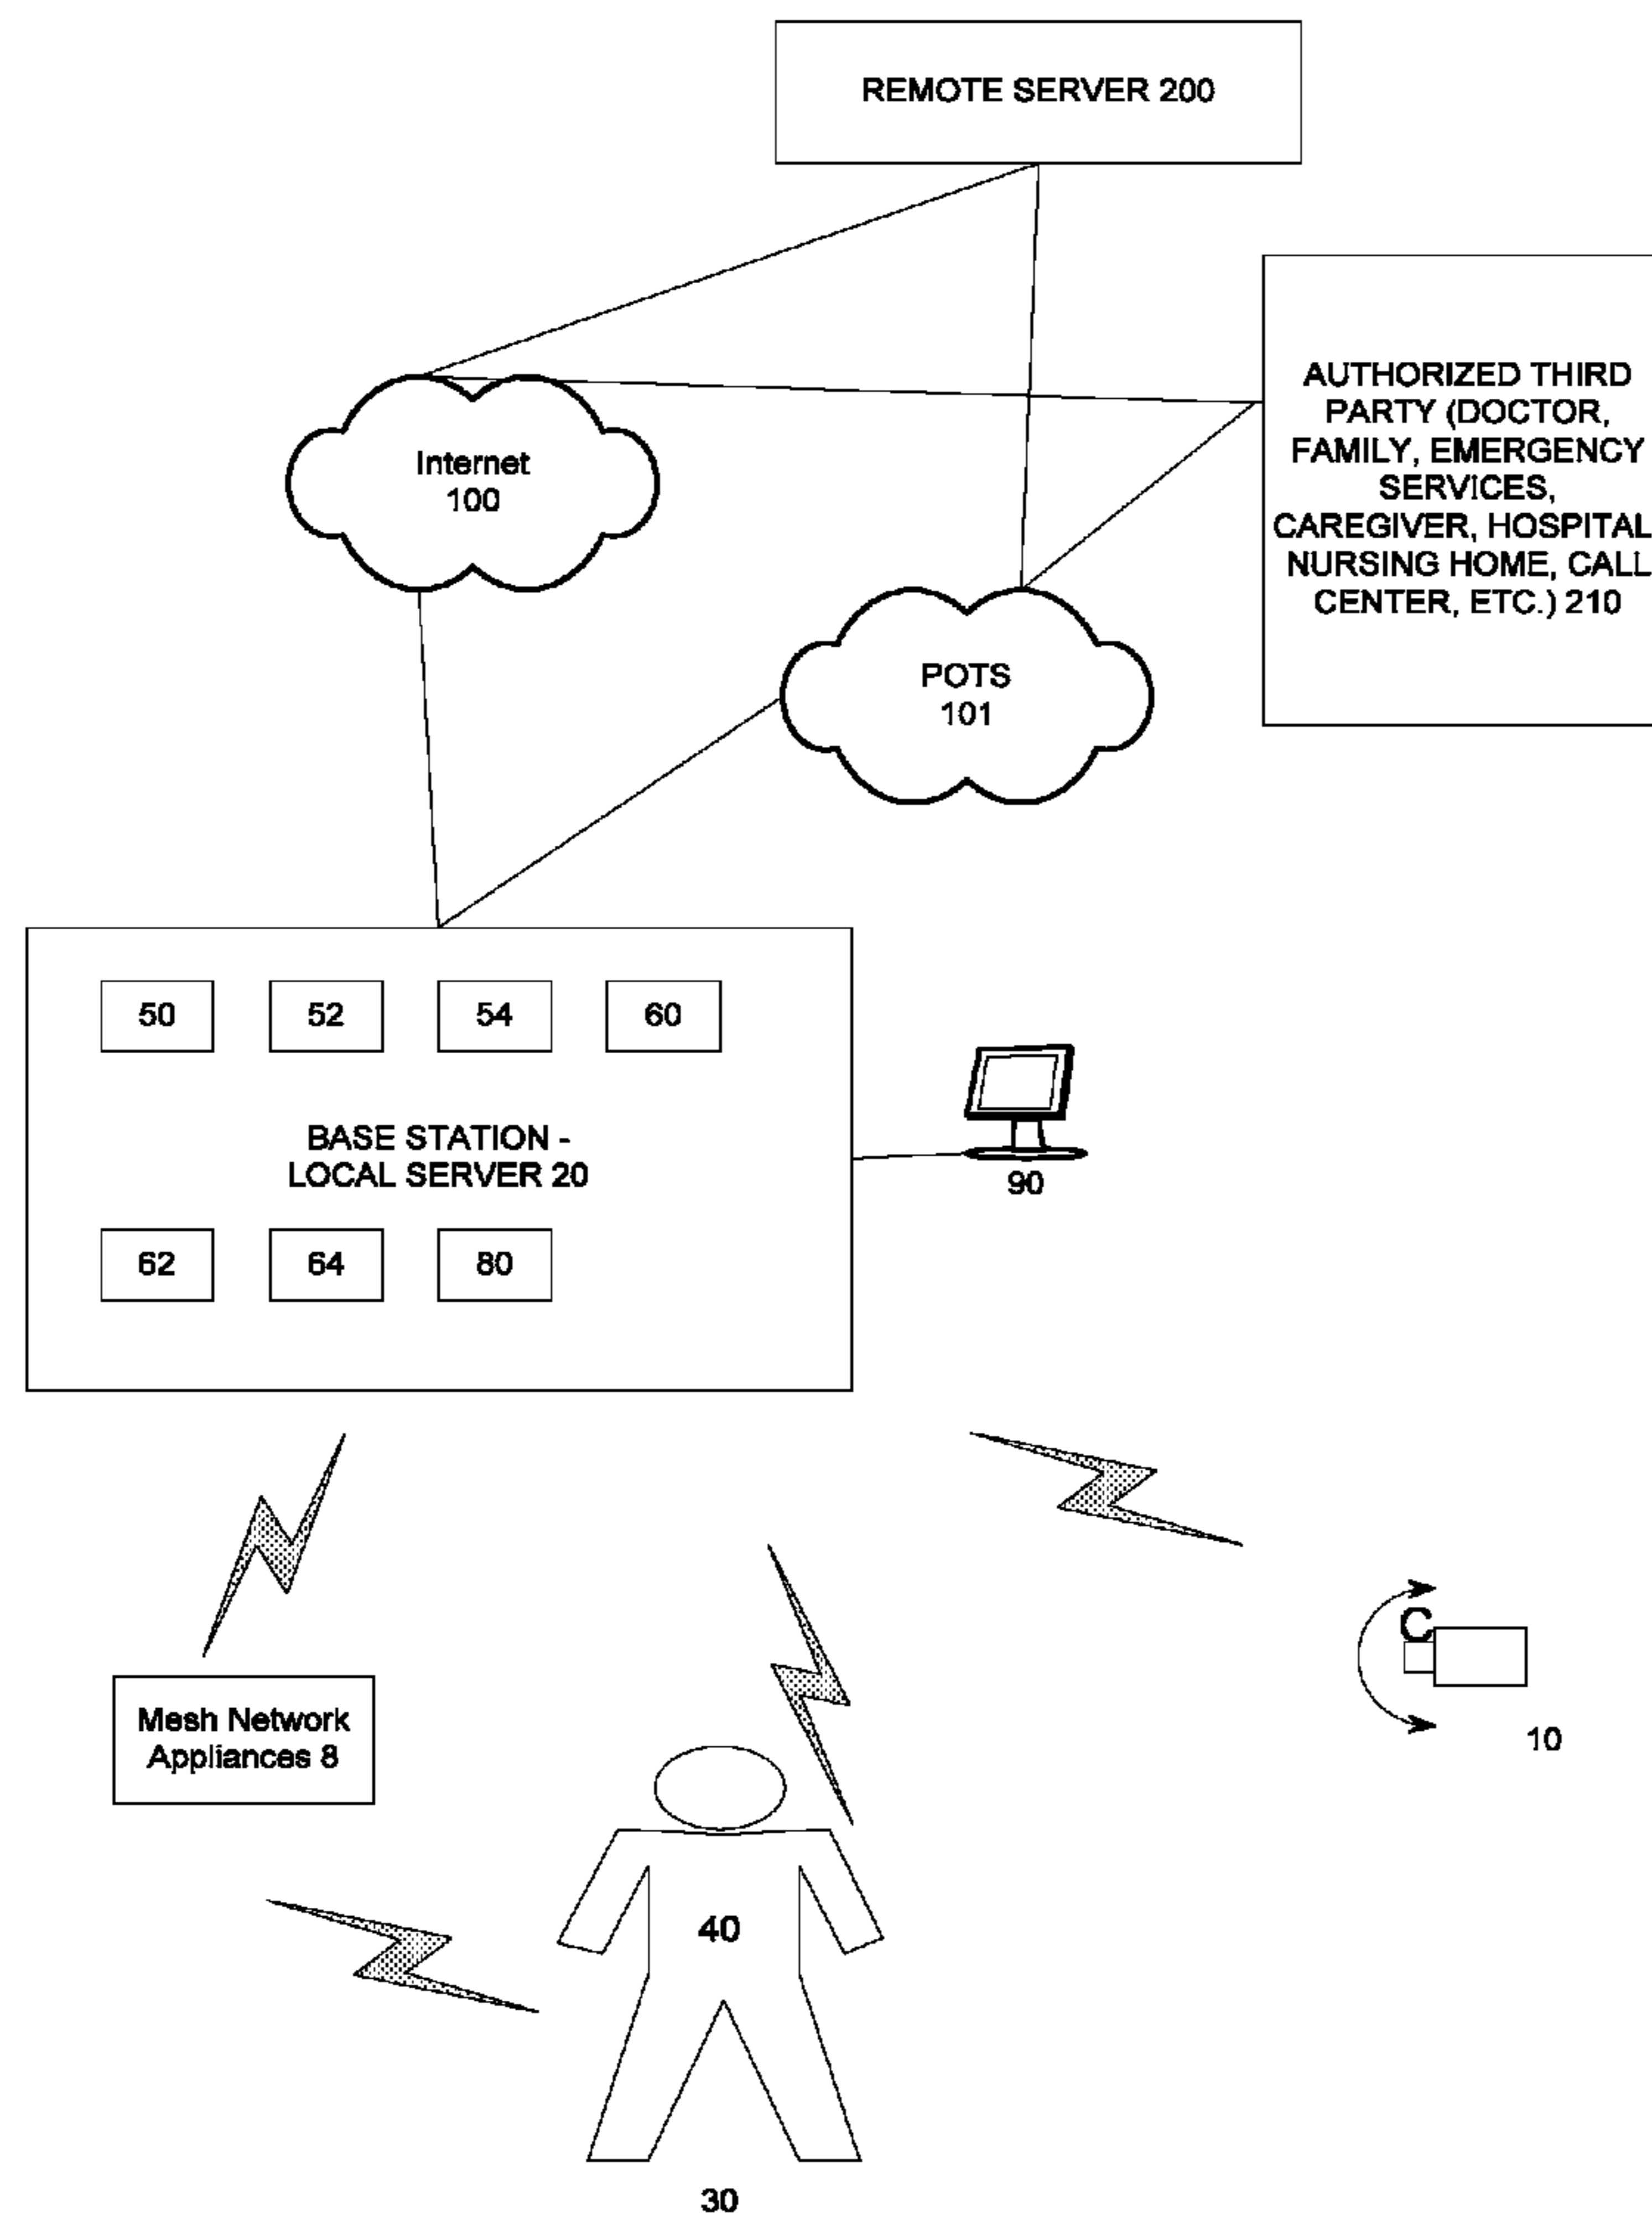 REMOTE SERVER 200
AUTHORIZED THIRD
PARTY (DOCTOR,
FAMILY, EMERGENCY
SERVICES,
CAREGIVER, HOSPITAL
NURSING HOME, CALL
CENTER, ETC.) 210
Internet
100
POTS
101
50
52
54
60
BASE STATION -
LOCAL SERVER 20
90
62
64
80
C
10
Mesh Network
Appliances 8
40
30